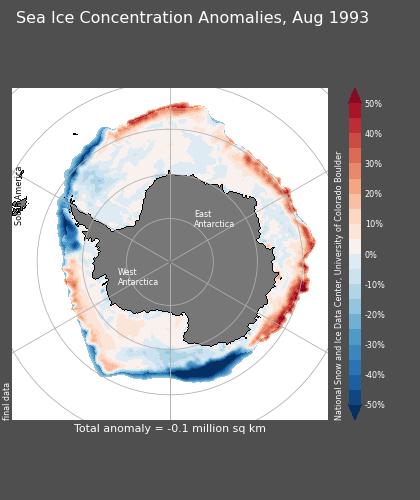 Sea Ice Concentration Anomalies, Aug 1993
South America
East
Antarctica
West
Antarctica
final data
National Snow and Ice Data Center, University of Colorado Boulder
50%
40%
30%
20%
10%
0%
-10%
-20%
-30%
-40%
-50%
Total anomaly = -0.1 million sq km